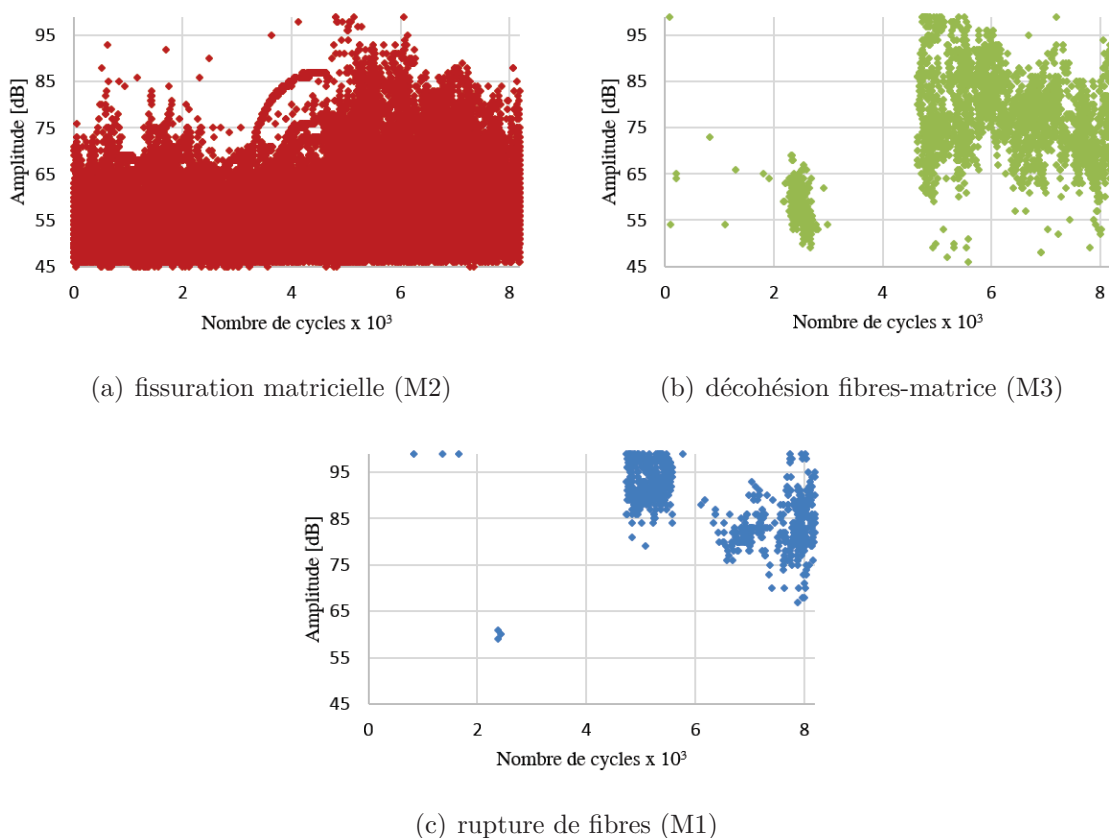 95
85
75
65
55
45
Amplitude [dB]
0 2 4 6 8
Nombre de cycles x 10³
(a) fissuration matricielle (M2)
95
85
75
65
55
45
Amplitude [dB]
0 2 4 6 8
Nombre de cycles x 10³
(b) décohésion fibres-matrice (M3)
95
85
75
65
55
45
Amplitude [dB]
0 2 4 6 8
Nombre de cycles x 10³
(c) rupture de fibres (M1)